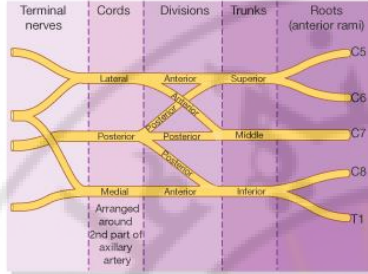 Terminal nerves
Cords
Divisions
Trunks
Roots (anterior rami)
C5
Lateral
Anterior
Superior
Anterior
C6
Posterior
Posterior
Posterior
Middle
C7
Posterior
C8
Medial
Anterior
Inferior
Arranged
around
2nd part of
axillary
artery
T1